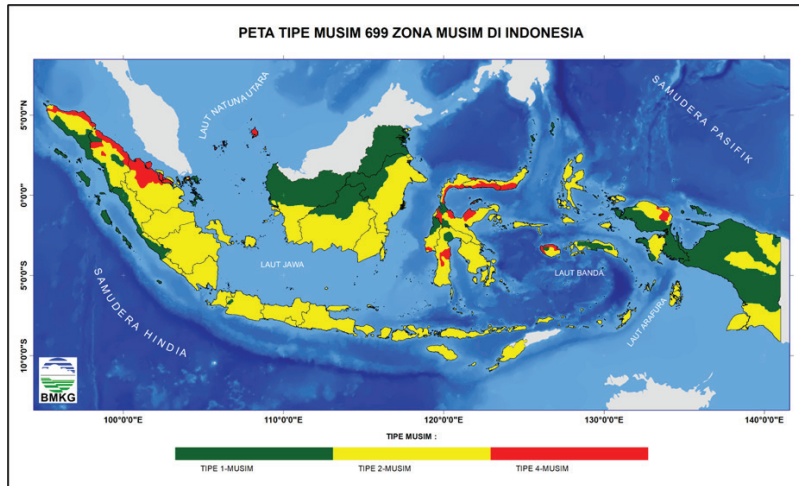 PETA TIPE MUSIM 699 ZONA MUSIM DI INDONESIA
5°0'0"N
0°0'0"E
5°0'0"S
10°0'0"S
LAUT NATUNA UTARA
SAMUDERA PASIFIK
LAUT JAWA
LAUT BANDA
SAMUDERA HINDIA
LAUT ARAFURA
BMKG
100°0'0"E
110°0'0"E
120°0'0"E
130°0'0"E
140°0'0"E
TIPE MUSIM :
TIPE 1-MUSIM
TIPE 2-MUSIM
TIPE 4-MUSIM